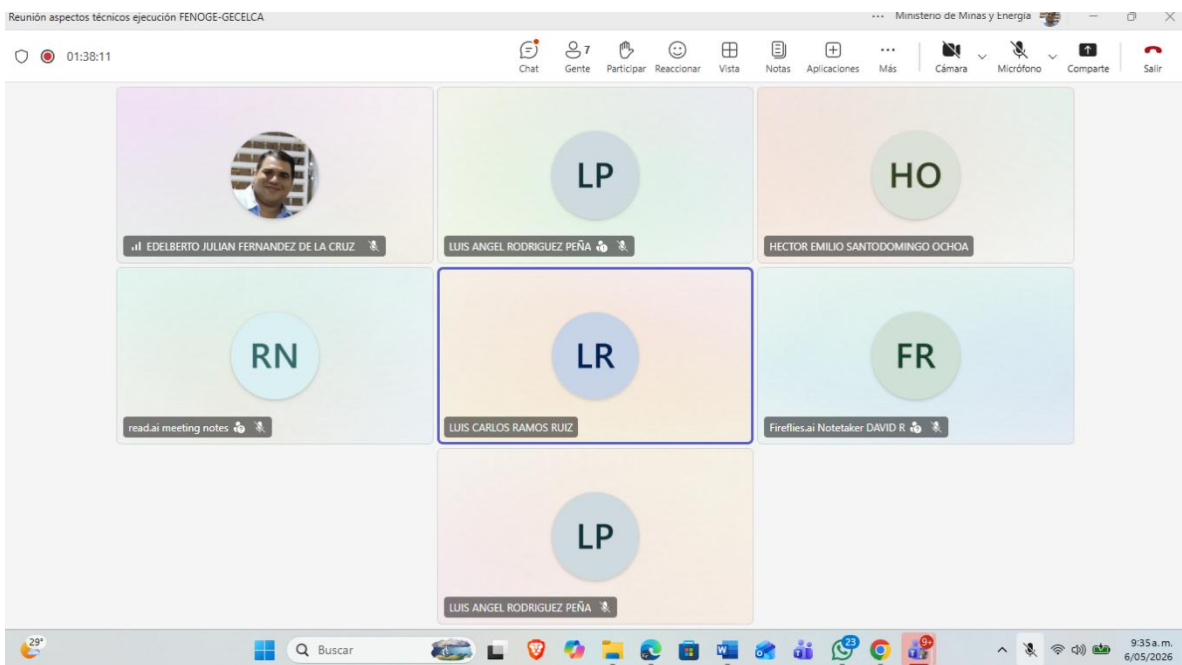 Reunión aspectos técnicos ejecución FENOGE-GECELCA
Ministerio de Minas y Energía
01:38:11
7
Chat Gente Participar Reaccionar Vista Notas Aplicaciones Más Cámara Micrófono Comparte Salir
LP
HO
EDELBERTO JULIAN FERNANDEZ DE LA CRUZ
LUIS ANGEL RODRIGUEZ PEÑA
HECTOR EMILIO SANTODOMINGO OCHOA
RN
LR
FR
read.ai meeting notes
LUIS CARLOS RAMOS RUIZ
Fireflies.ai Notetaker DAVID R
LP
LUIS ANGEL RODRIGUEZ PEÑA
29°
Buscar
23
9+
9:35 a. m.
6/05/2026